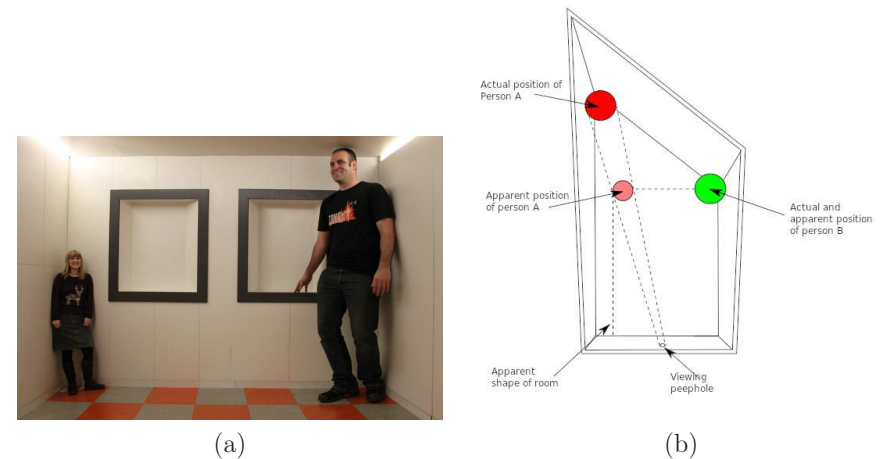 Actual position of
Person A
Apparent position
of person A
Actual and
apparent position
of person B
Apparent
shape of room
Viewing
peephole
(a)
(b)